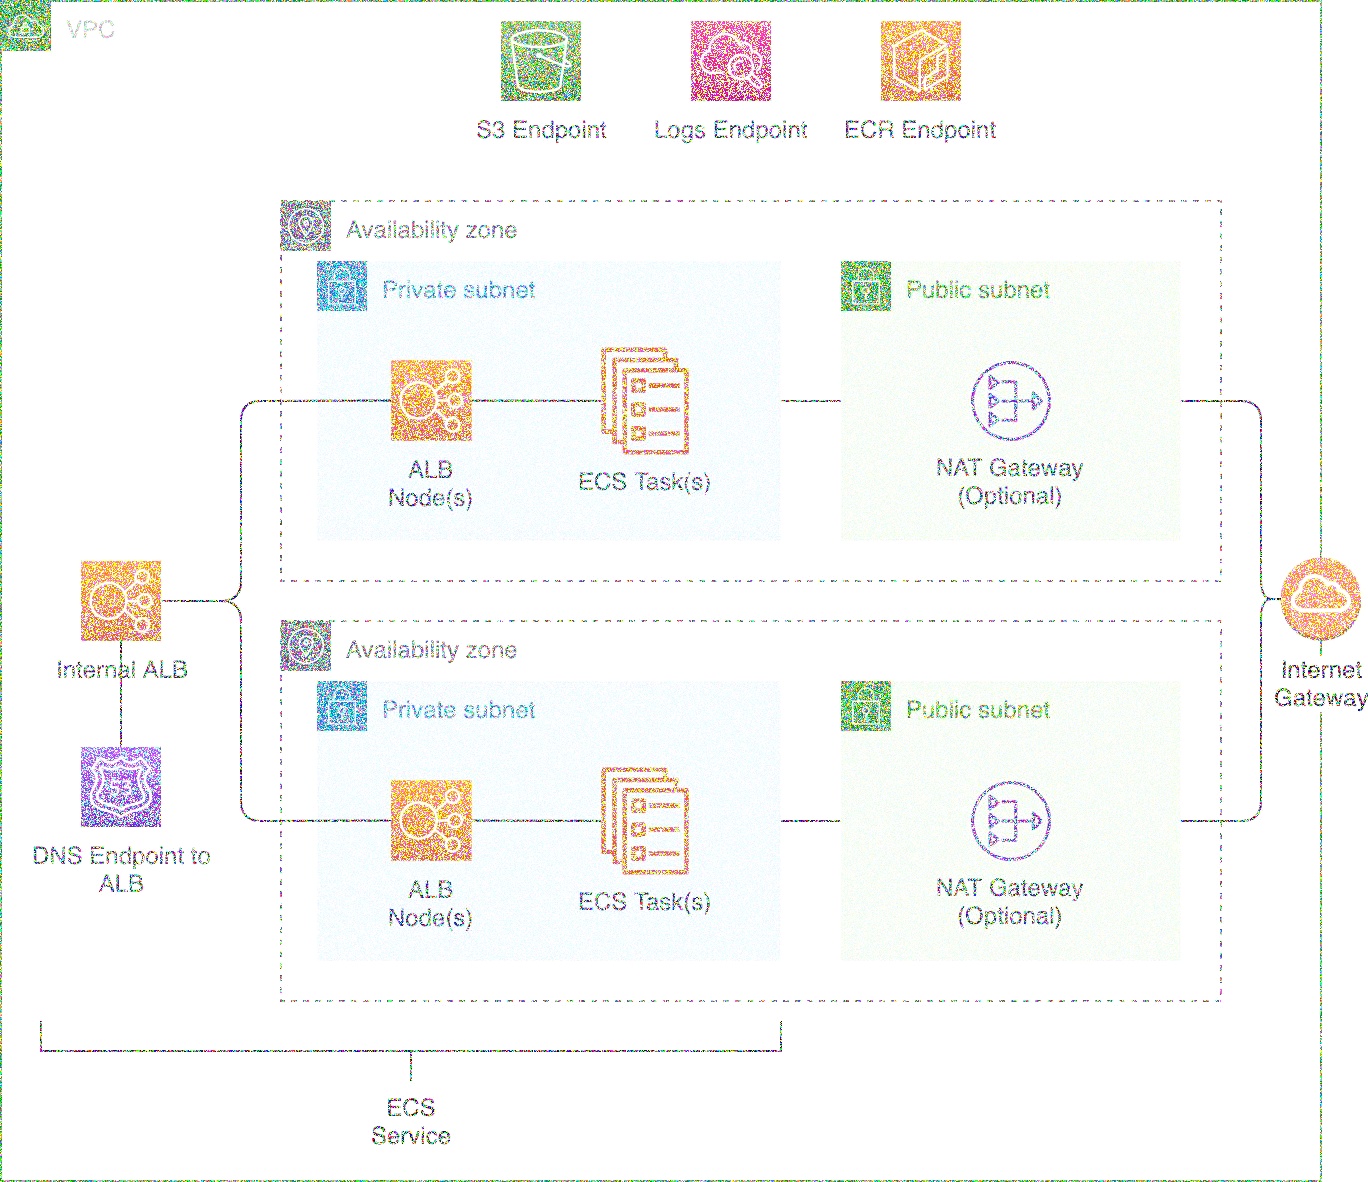 VPC
S3 Endpoint
Logs Endpoint
ECR Endpoint
Availability zone
Private subnet
Public subnet
ALB
Node(s)
ECS Task(s)
NAT Gateway
(Optional)
Internal ALB
DNS Endpoint to
ALB
Availability zone
Private subnet
Public subnet
ALB
Node(s)
ECS Task(s)
NAT Gateway
(Optional)
Internet
Gateway
ECS
Service